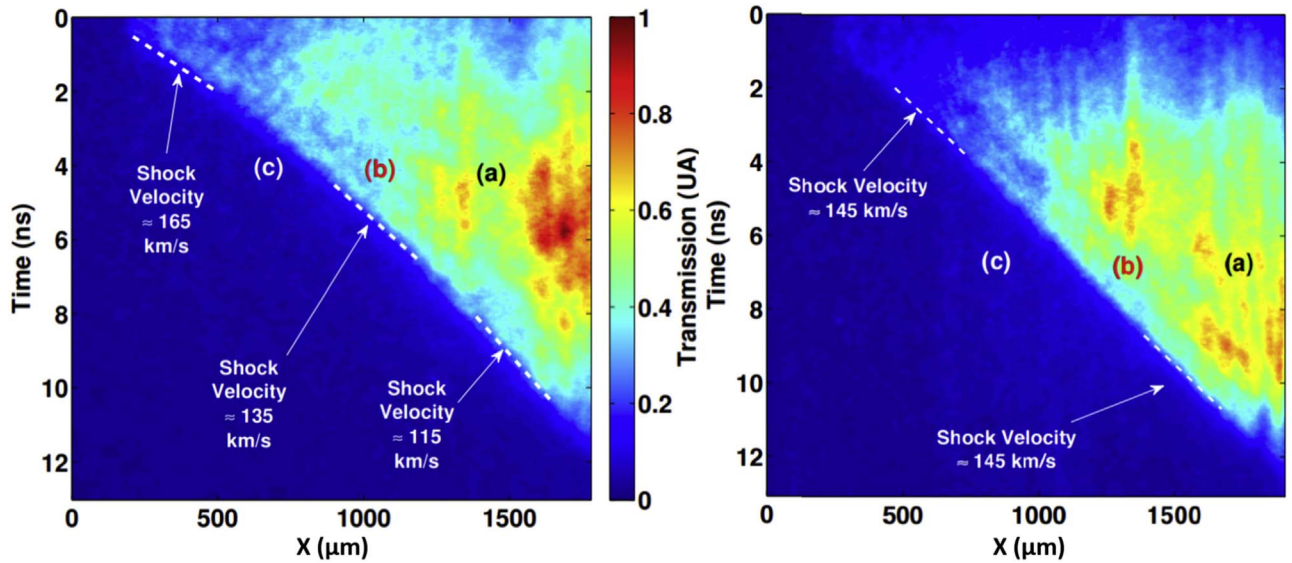 0
2
4
6
8
10
12
Time (ns)
0
500
1000
1500
X (µm)
Shock
Velocity
≈ 165
km/s
(c)
(b)
(a)
Shock
Velocity
≈ 135
km/s
Shock
Velocity
≈ 115
km/s
1
0.8
0.6
0.4
0.2
0
Transmission (UA)
0
2
4
6
8
10
12
Time (ns)
0
500
1000
1500
X (µm)
Shock Velocity
≈ 145 km/s
(c)
(b)
(a)
Shock Velocity
≈ 145 km/s